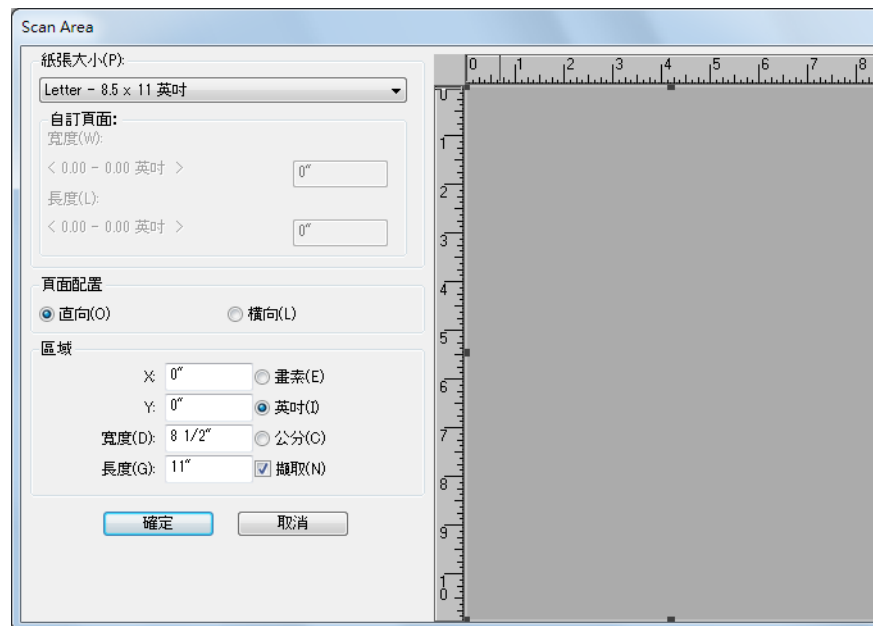 Scan Area
紙張大小(P):
Letter - 8.5 x 11 英吋
自訂頁面:
寬度(W):
< 0.00 - 0.00 英吋 >
0"
長度(L):
< 0.00 - 0.00 英吋 >
0"
頁面配置
直向(O)
橫向(L)
區域
X: 0" 畫素(E)
Y: 0" 英吋(I)
寬度(D): 8 1/2" 公分(C)
長度(G): 11" 擷取(N)
確定 取消
0 1 2 3 4 5 6 7 8
0
1
2
3
4
5
6
7
8
9
10